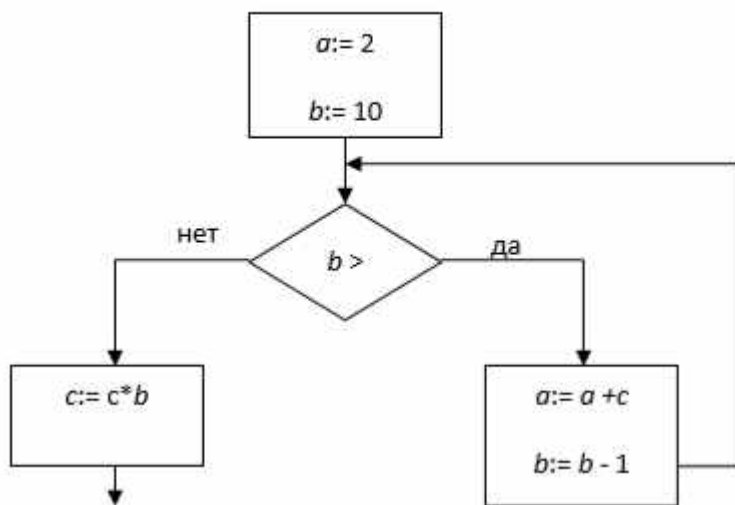 a:= 2
b:= 10
нет
b >
да
c:= c*b
a:= a +c
b:= b - 1